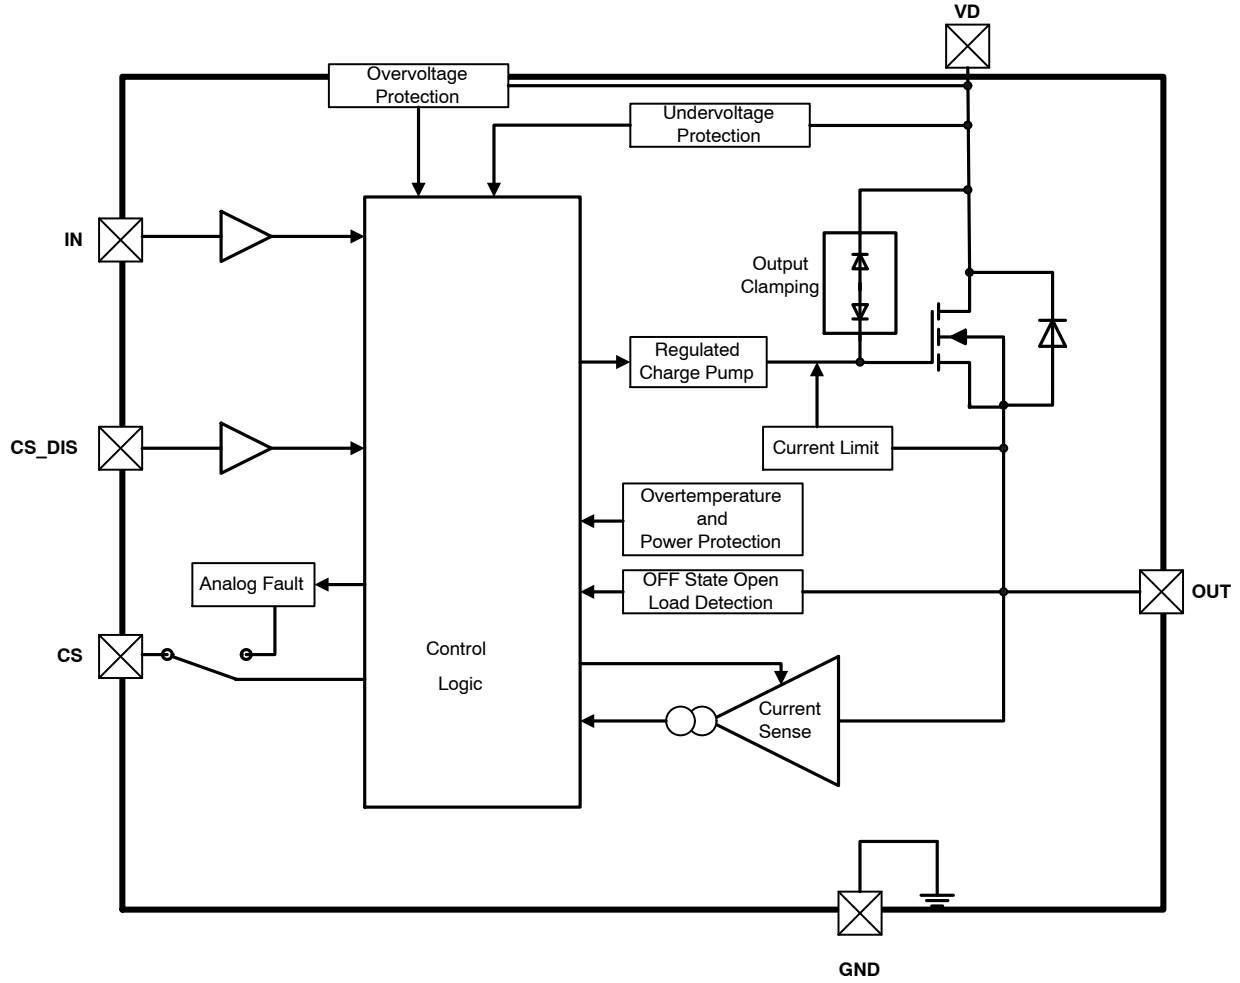 VD
Overvoltage
Protection
Undervoltage
Protection
IN
Output
Clamping
Regulated
Charge Pump
CS_DIS
Current Limit
Overtemperature
and
Power Protection
Analog Fault
OFF State Open
Load Detection
OUT
CS
Control
Logic
Current
Sense
GND